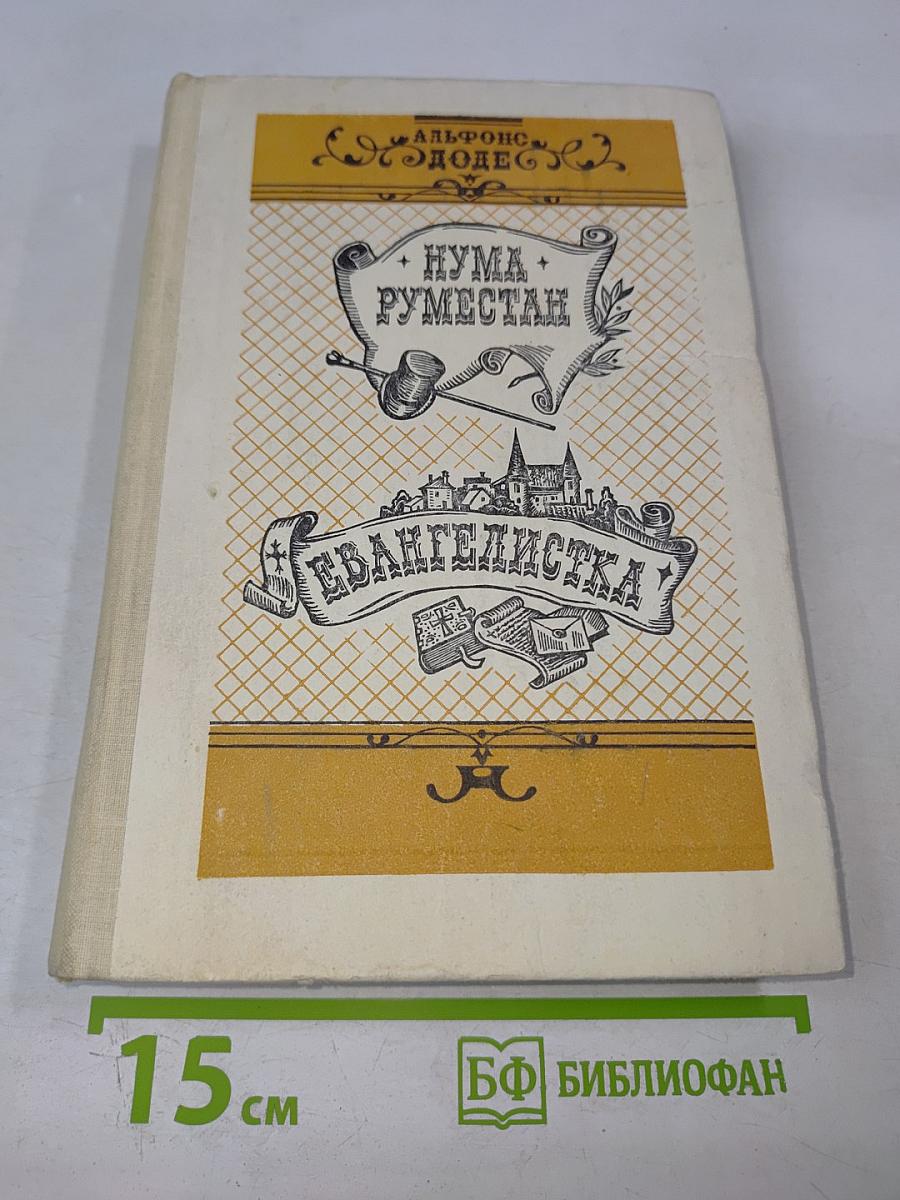 АЛЬФОНС
ДОДЕ
НУМА
РУМЕСТАН
ЕВАНГЕЛИСТКА
15 см
БФ БИБЛИОФАН